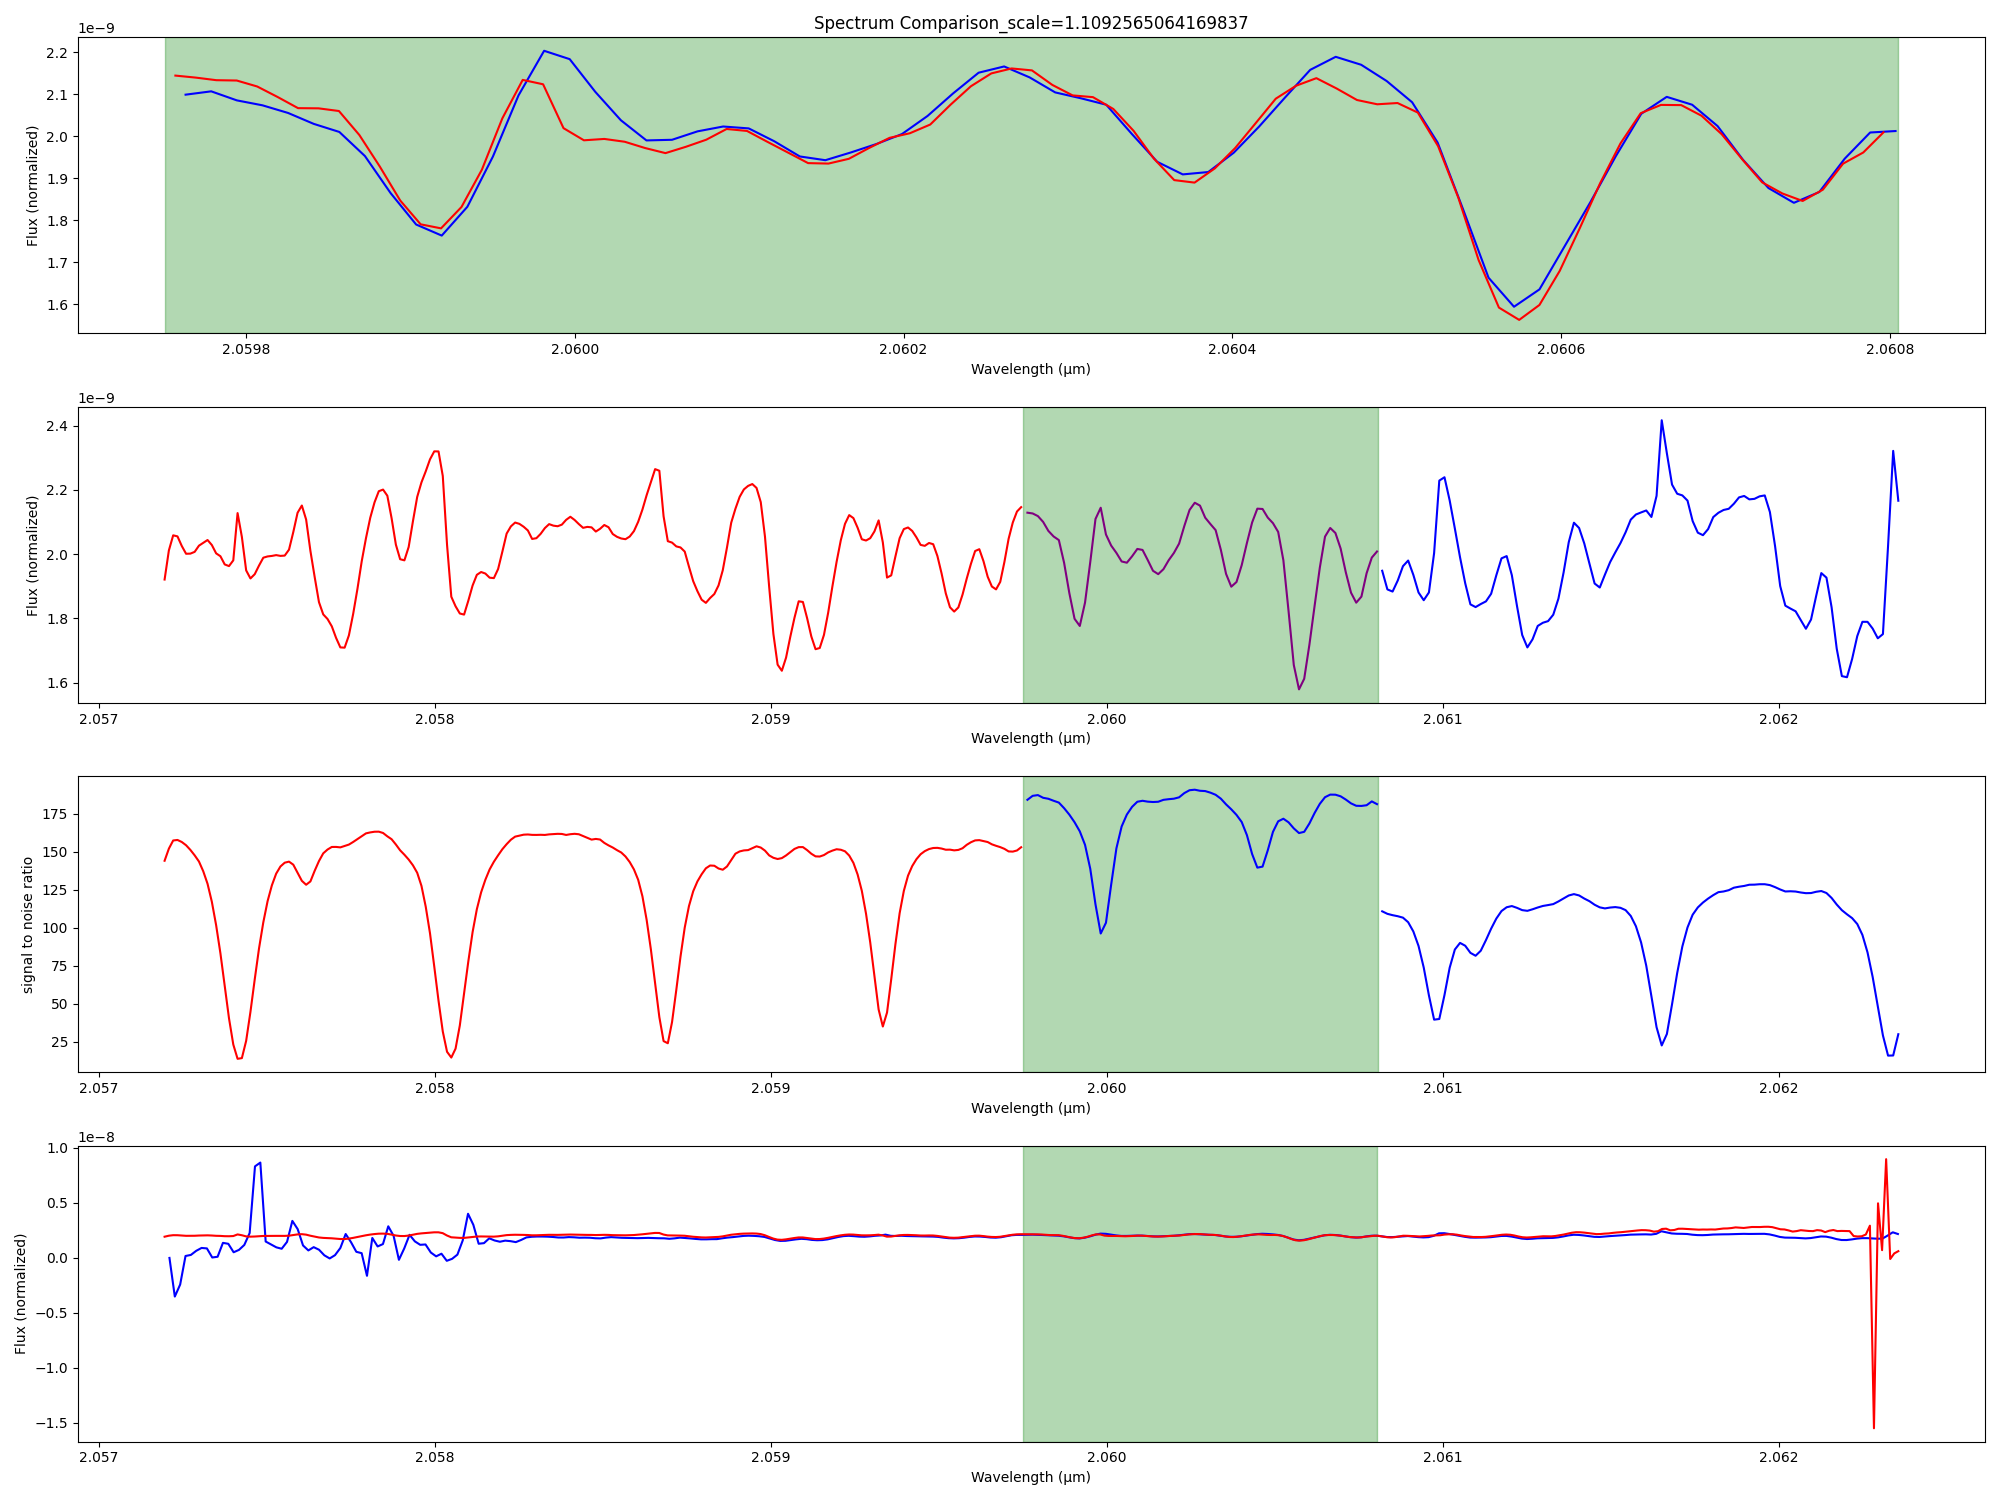 Spectrum Comparison_scale=1.1092565064169837
1e−9
2.2
2.1
2.0
1.9
1.8
1.7
1.6
Flux (normalized)
2.0598 2.0600 2.0602 2.0604 2.0606 2.0608
Wavelength (μm)
1e−9
2.4
2.2
2.0
1.8
1.6
Flux (normalized)
2.057 2.058 2.059 2.060 2.061 2.062
Wavelength (μm)
175
150
125
100
75
50
25
signal to noise ratio
2.057 2.058 2.059 2.060 2.061 2.062
Wavelength (μm)
1e−8
1.0
0.5
0.0
−0.5
−1.0
−1.5
Flux (normalized)
2.057 2.058 2.059 2.060 2.061 2.062
Wavelength (μm)